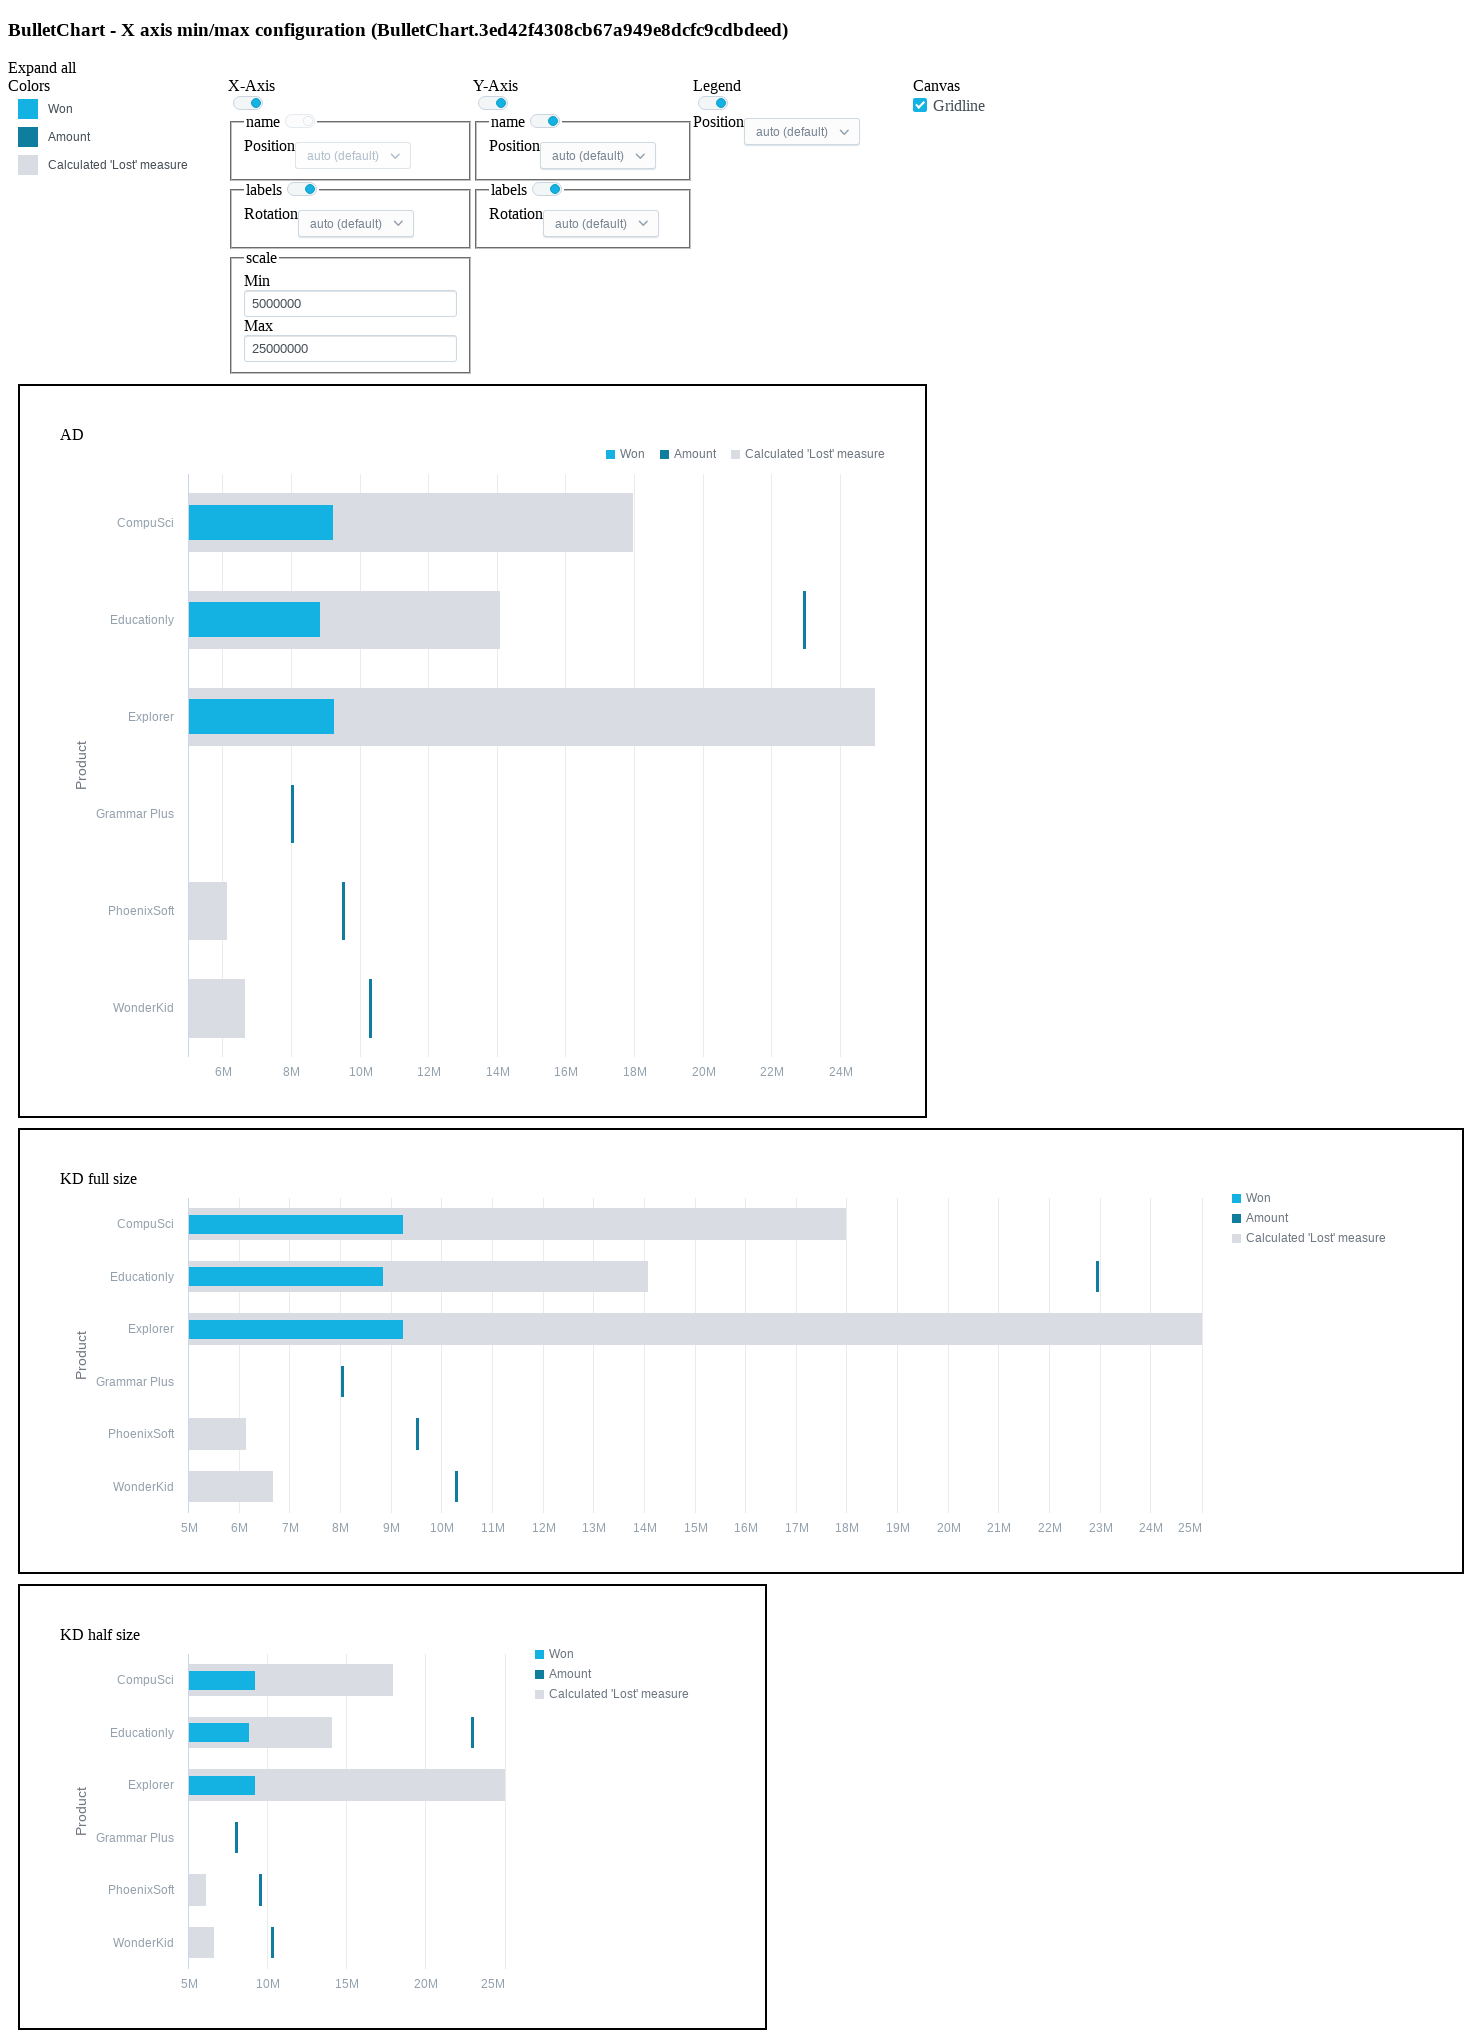 BulletChart - X axis min/max configuration (BulletChart.3ed42f4308cb67a949e8dcfc9cdbdeed)
Expand all
Colors
Won
Amount
Calculated 'Lost' measure
X-Axis
name
Position auto (default)
labels
Rotation auto (default)
scale
Min
5000000
Max
25000000
Y-Axis
name
Position auto (default)
labels
Rotation auto (default)
Legend
Position auto (default)
Canvas
Gridline
AD
Won Amount Calculated 'Lost' measure
CompuSci
Educationly
Explorer
Product
Grammar Plus
PhoenixSoft
WonderKid
6M 8M 10M 12M 14M 16M 18M 20M 22M 24M
KD full size
Won
Amount
Calculated 'Lost' measure
CompuSci
Educationly
Explorer
Product
Grammar Plus
PhoenixSoft
WonderKid
5M 6M 7M 8M 9M 10M 11M 12M 13M 14M 15M 16M 17M 18M 19M 20M 21M 22M 23M 24M 25M
KD half size
Won
Amount
Calculated 'Lost' measure
CompuSci
Educationly
Explorer
Product
Grammar Plus
PhoenixSoft
WonderKid
5M 10M 15M 20M 25M